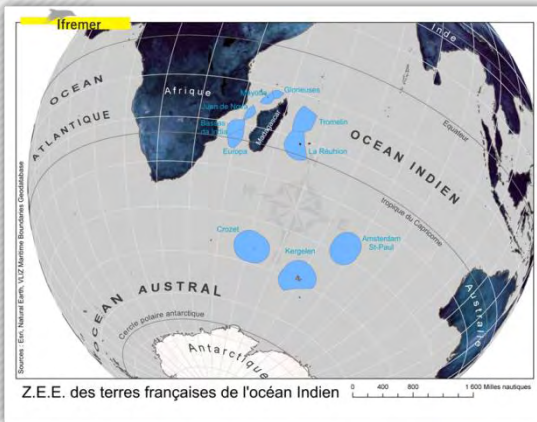 Ifremer
Inde
OCEAN
ATLANTIQUE
Afrique
Mayotte
Glorieuses
Juan de Nova
Bassas
da India
Europa
Madagascar
Tromelin
La Réunion
Equateur
OCEAN INDIEN
tropique du Capricorne
Crozet
Kergelen
Amsterdam
St-Paul
Australie
OCEAN AUSTRAL
Cercle polaire antarctique
Antarctique
Sources : Esri, Natural Earth, VLIZ Maritime Boundaries Geodatabase
Z.E.E. des terres françaises de l'océan Indien
0 400 800 1 600 Milles nautiques